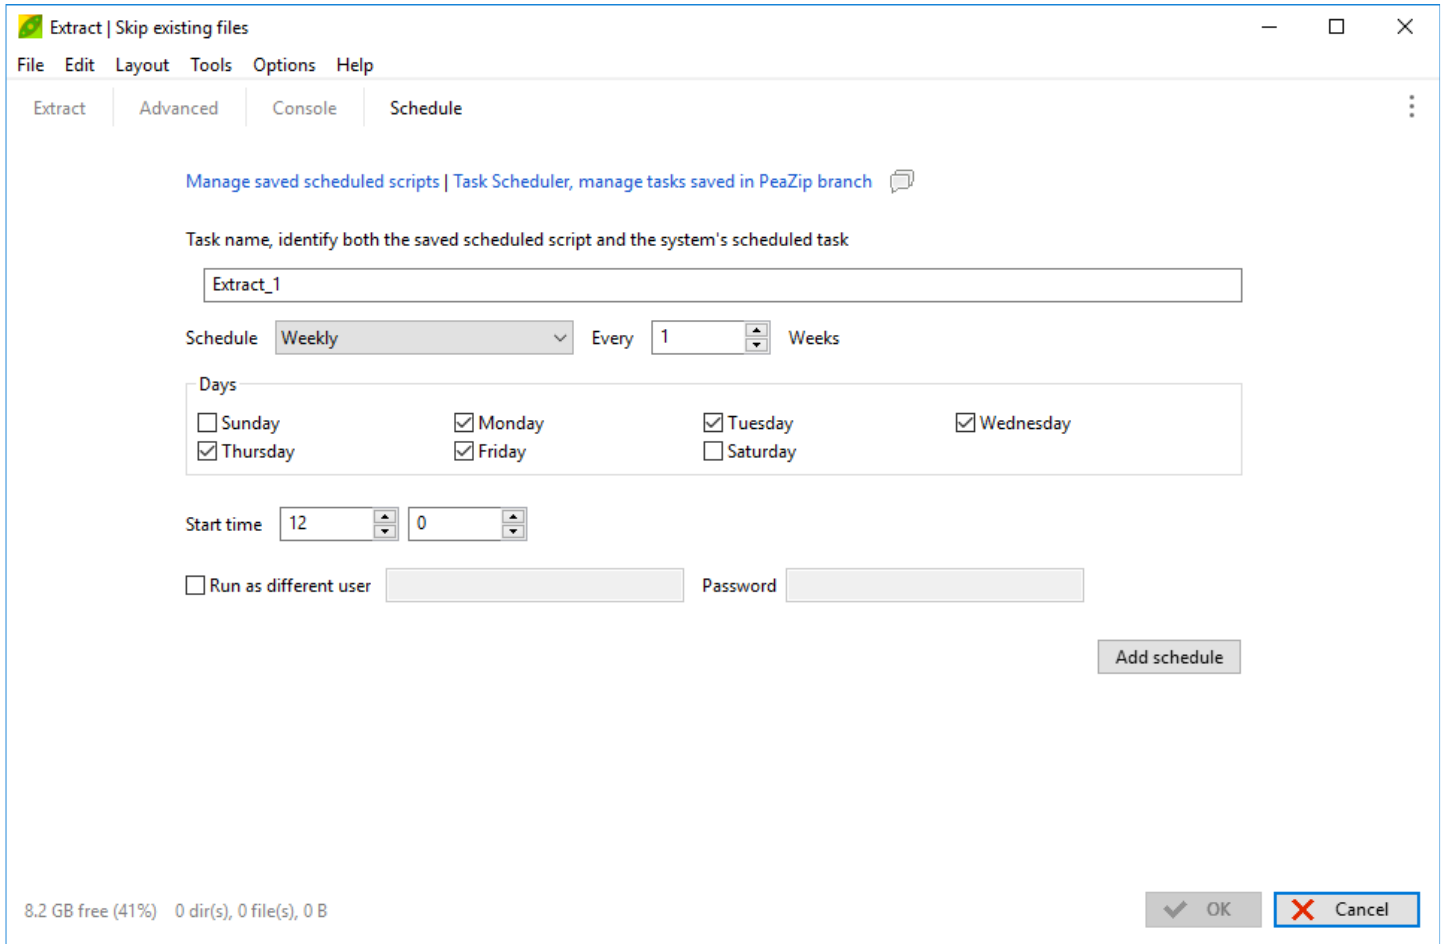 Extract | Skip existing files
File Edit Layout Tools Options Help
Extract Advanced Console Schedule
Manage saved scheduled scripts | Task Scheduler, manage tasks saved in PeaZip branch
Task name, identify both the saved scheduled script and the system's scheduled task
Extract_1
Schedule Weekly Every 1 Weeks
Days
Sunday Monday Tuesday Wednesday
Thursday Friday Saturday
Start time 12 0
Run as different user Password
Add schedule
8.2 GB free (41%) 0 dir(s), 0 file(s), 0 B OK Cancel